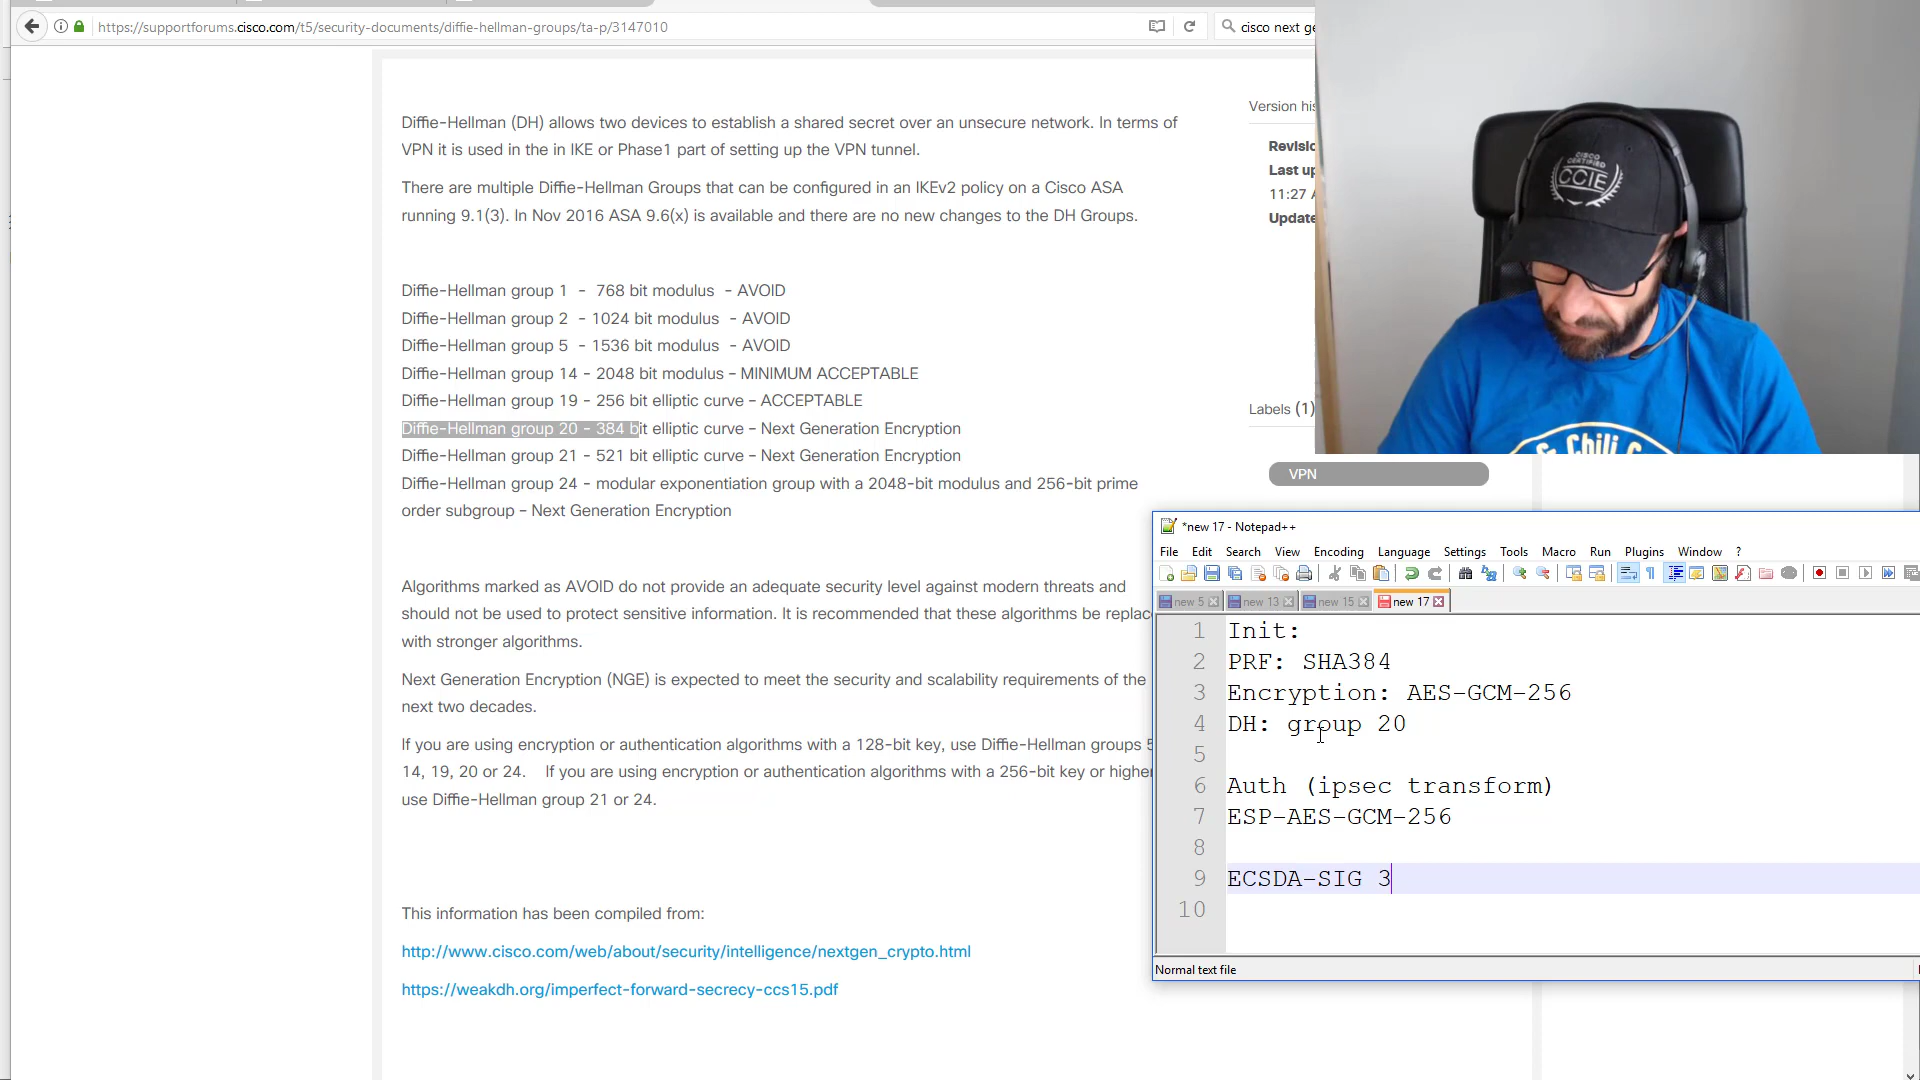 https://supportforums.cisco.com/t5/security-documents/diffie-hellman-groups/ta-p/3147010
cisco next ge
Diffie-Hellman (DH) allows two devices to establish a shared secret over an unsecure network. In terms of
VPN it is used in the in IKE or Phase1 part of setting up the VPN tunnel.
There are multiple Diffie-Hellman Groups that can be configured in an IKEv2 policy on a Cisco ASA
running 9.1(3). In Nov 2016 ASA 9.6(x) is available and there are no new changes to the DH Groups.
Diffie-Hellman group 1 - 768 bit modulus - AVOID
Diffie-Hellman group 2 - 1024 bit modulus - AVOID
Diffie-Hellman group 5 - 1536 bit modulus - AVOID
Diffie-Hellman group 14 - 2048 bit modulus – MINIMUM ACCEPTABLE
Diffie-Hellman group 19 - 256 bit elliptic curve – ACCEPTABLE
Diffie-Hellman group 20 - 384 bit elliptic curve – Next Generation Encryption
Diffie-Hellman group 21 - 521 bit elliptic curve – Next Generation Encryption
Diffie-Hellman group 24 - modular exponentiation group with a 2048-bit modulus and 256-bit prime
order subgroup – Next Generation Encryption
Algorithms marked as AVOID do not provide an adequate security level against modern threats and
should not be used to protect sensitive information. It is recommended that these algorithms be replac
with stronger algorithms.
Next Generation Encryption (NGE) is expected to meet the security and scalability requirements of the
next two decades.
If you are using encryption or authentication algorithms with a 128-bit key, use Diffie-Hellman groups 5
14, 19, 20 or 24. If you are using encryption or authentication algorithms with a 256-bit key or higher
use Diffie-Hellman group 21 or 24.
This information has been compiled from:
http://www.cisco.com/web/about/security/intelligence/nextgen_crypto.html
https://weakdh.org/imperfect-forward-secrecy-ccs15.pdf
Version his
Revisio
Last up
11:27 A
Update
Labels (1)
VPN
CISCO
CERTIFIED
CCIE
& Chili C
*new 17 - Notepad++
File Edit Search View Encoding Language Settings Tools Macro Run Plugins Window ?
new 5 new 13 new 15 new 17
1 Init:
2 PRF: SHA384
3 Encryption: AES-GCM-256
4 DH: group 20
5
6 Auth (ipsec transform)
7 ESP-AES-GCM-256
8
9 ECSDA-SIG 3
10
Normal text file